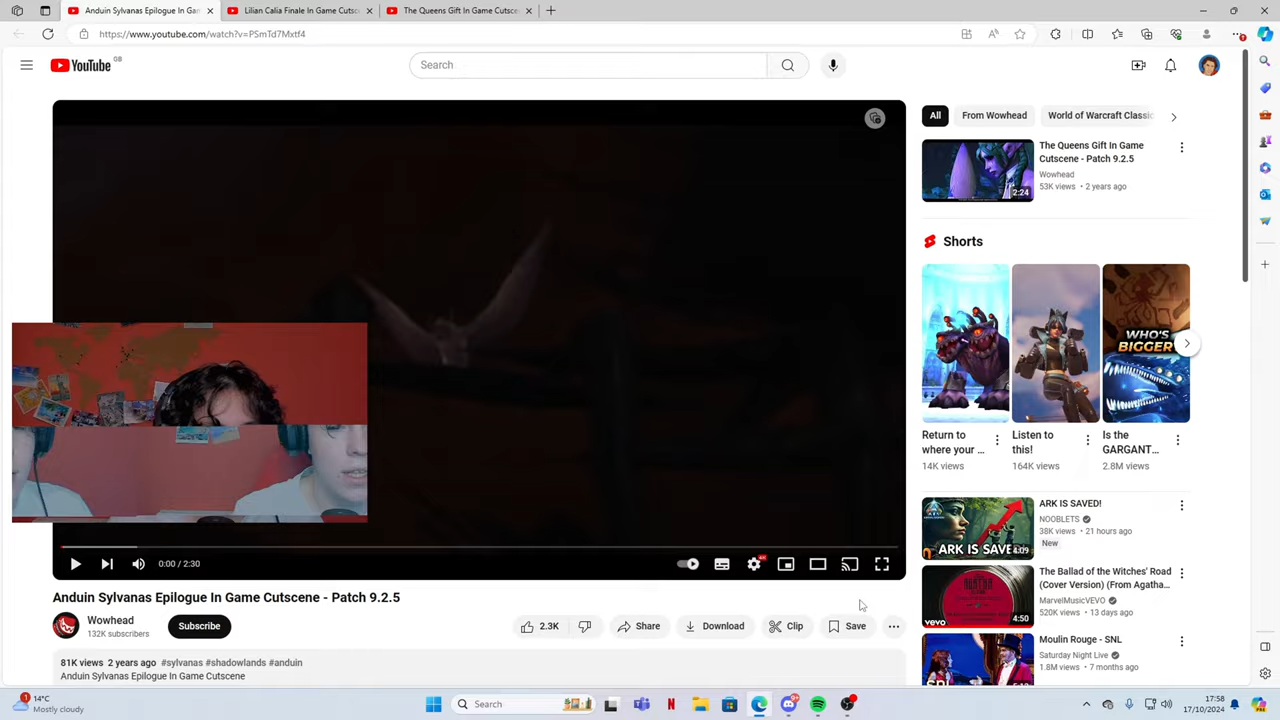 Anduin Sylvanas Epilogue In Gam
Lilian Calia Finale In Game Cutsc
The Queens Gift In Game Cutsce
https://www.youtube.com/watch?v=PSmTd7Mxtf4
YouTube GB
Search
All
From Wowhead
World of Warcraft Classic
The Queens Gift In Game
Cutscene - Patch 9.2.5
Wowhead
53K views • 2 years ago
2:24
Shorts
WHO'S
BIGGER
Return to
where your ...
14K views
Listen to
this!
164K views
Is the
GARGANT...
2.8M views
ARK IS SAVED!
NOOBLETS
38K views • 21 hours ago
New
ARK IS SAVE
4:09
The Ballad of the Witches' Road
(Cover Version) (From Agatha...
MarvelMusicVEVO
520K views • 13 days ago
vevo
4:50
Moulin Rouge - SNL
Saturday Night Live
1.8M views • 7 months ago
0:00 / 2:30
Anduin Sylvanas Epilogue In Game Cutscene - Patch 9.2.5
Wowhead
132K subscribers
Subscribe
2.3K
Share
Download
Clip
Save
81K views 2 years ago #sylvanas #shadowlands #anduin
Anduin Sylvanas Epilogue In Game Cutscene
14°C
Mostly cloudy
Search
17:58
17/10/2024